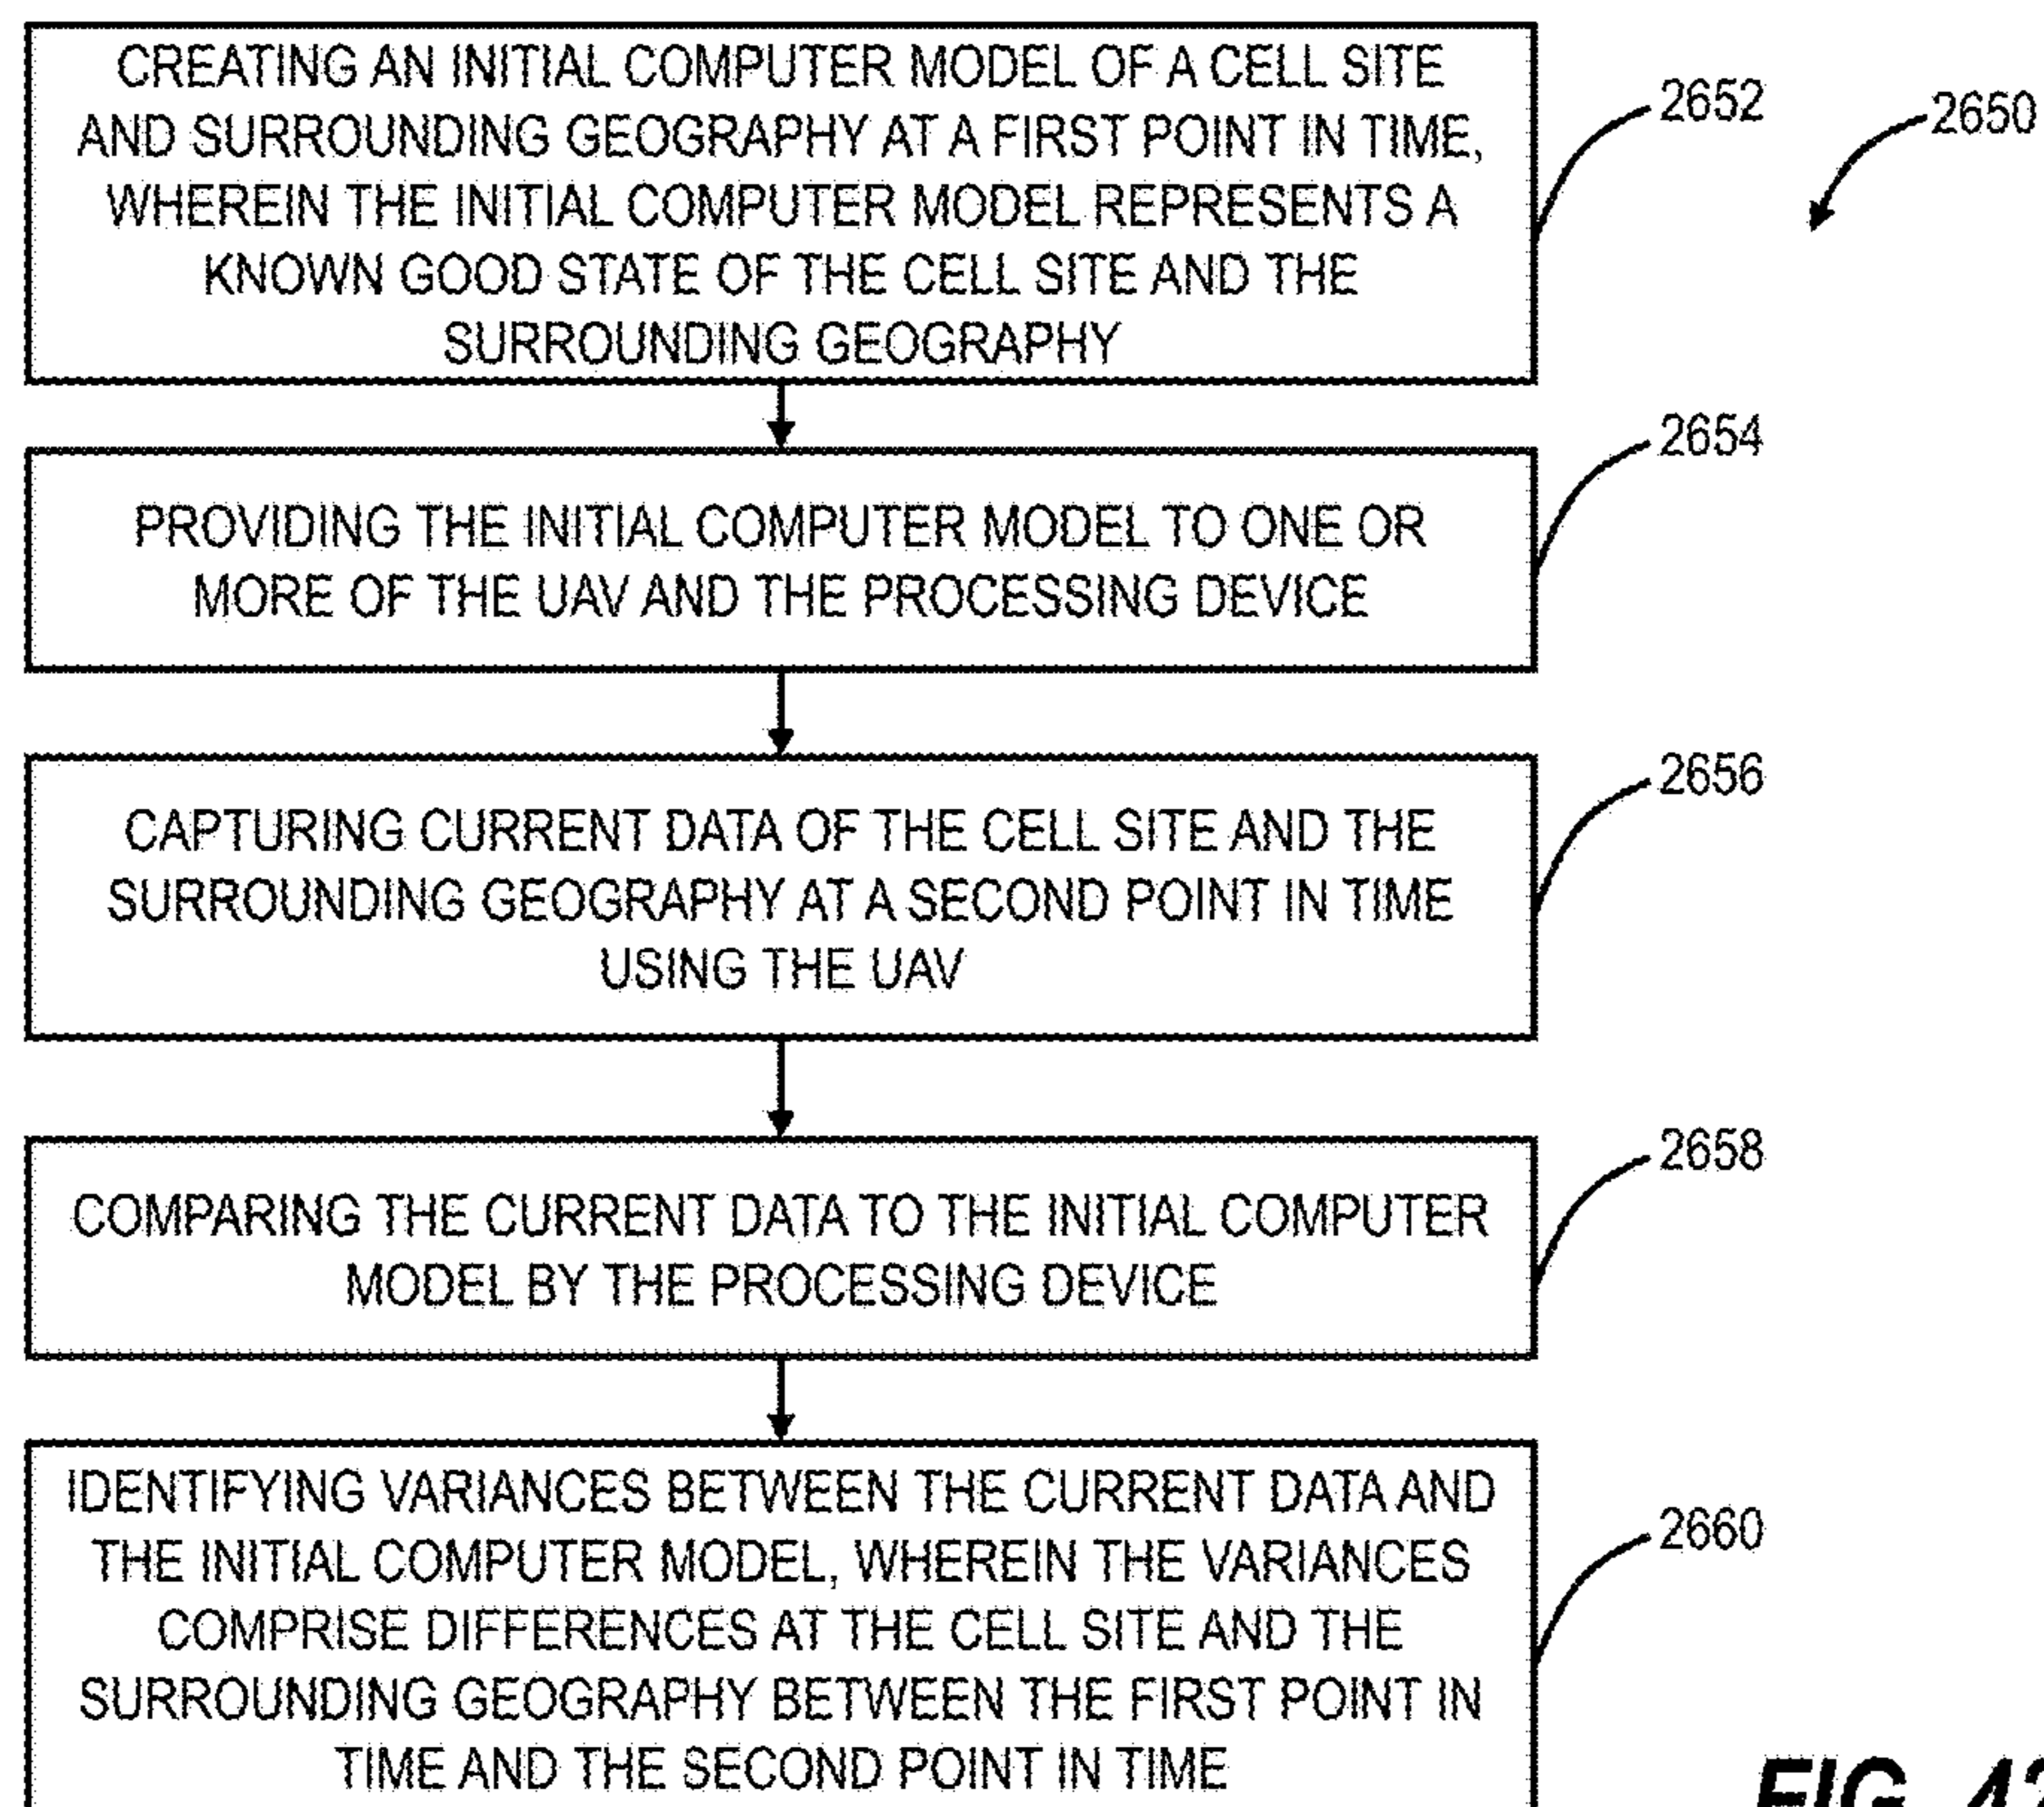 CREATING AN INITIAL COMPUTER MODEL OF A CELL SITE
AND SURROUNDING GEOGRAPHY AT A FIRST POINT IN TIME,
WHEREIN THE INITIAL COMPUTER MODEL REPRESENTS A
KNOWN GOOD STATE OF THE CELL SITE AND THE
SURROUNDING GEOGRAPHY
2652
2650
PROVIDING THE INITIAL COMPUTER MODEL TO ONE OR
MORE OF THE UAV AND THE PROCESSING DEVICE
2654
CAPTURING CURRENT DATA OF THE CELL SITE AND THE
SURROUNDING GEOGRAPHY AT A SECOND POINT IN TIME
USING THE UAV
2656
COMPARING THE CURRENT DATA TO THE INITIAL COMPUTER
MODEL BY THE PROCESSING DEVICE
2658
IDENTIFYING VARIANCES BETWEEN THE CURRENT DATA AND
THE INITIAL COMPUTER MODEL, WHEREIN THE VARIANCES
COMPRISE DIFFERENCES AT THE CELL SITE AND THE
SURROUNDING GEOGRAPHY BETWEEN THE FIRST POINT IN
TIME AND THE SECOND POINT IN TIME
2660
FIG.